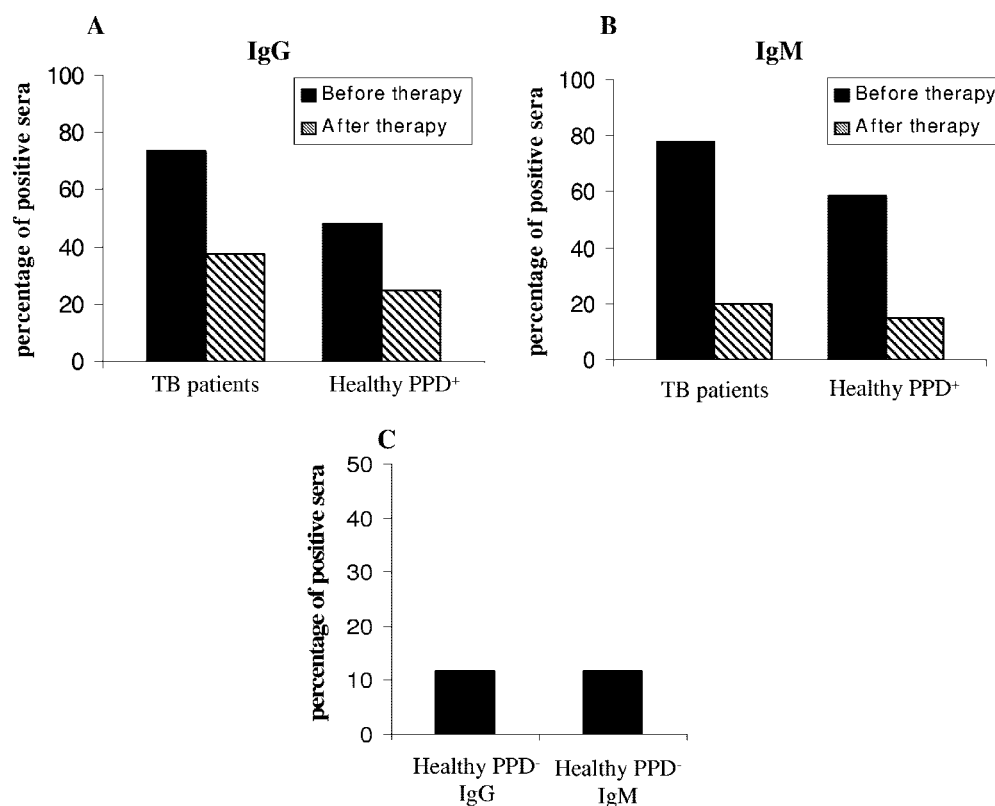 A
IgG
percentage of positive sera
100
80
60
40
20
0
Before therapy
After therapy
TB patients
Healthy PPD⁺
B
IgM
percentage of positive sera
100
80
60
40
20
0
Before therapy
After therapy
TB patients
Healthy PPD⁺
C
percentage of positive sera
50
40
30
20
10
0
Healthy PPD⁻
IgG
Healthy PPD⁻
IgM